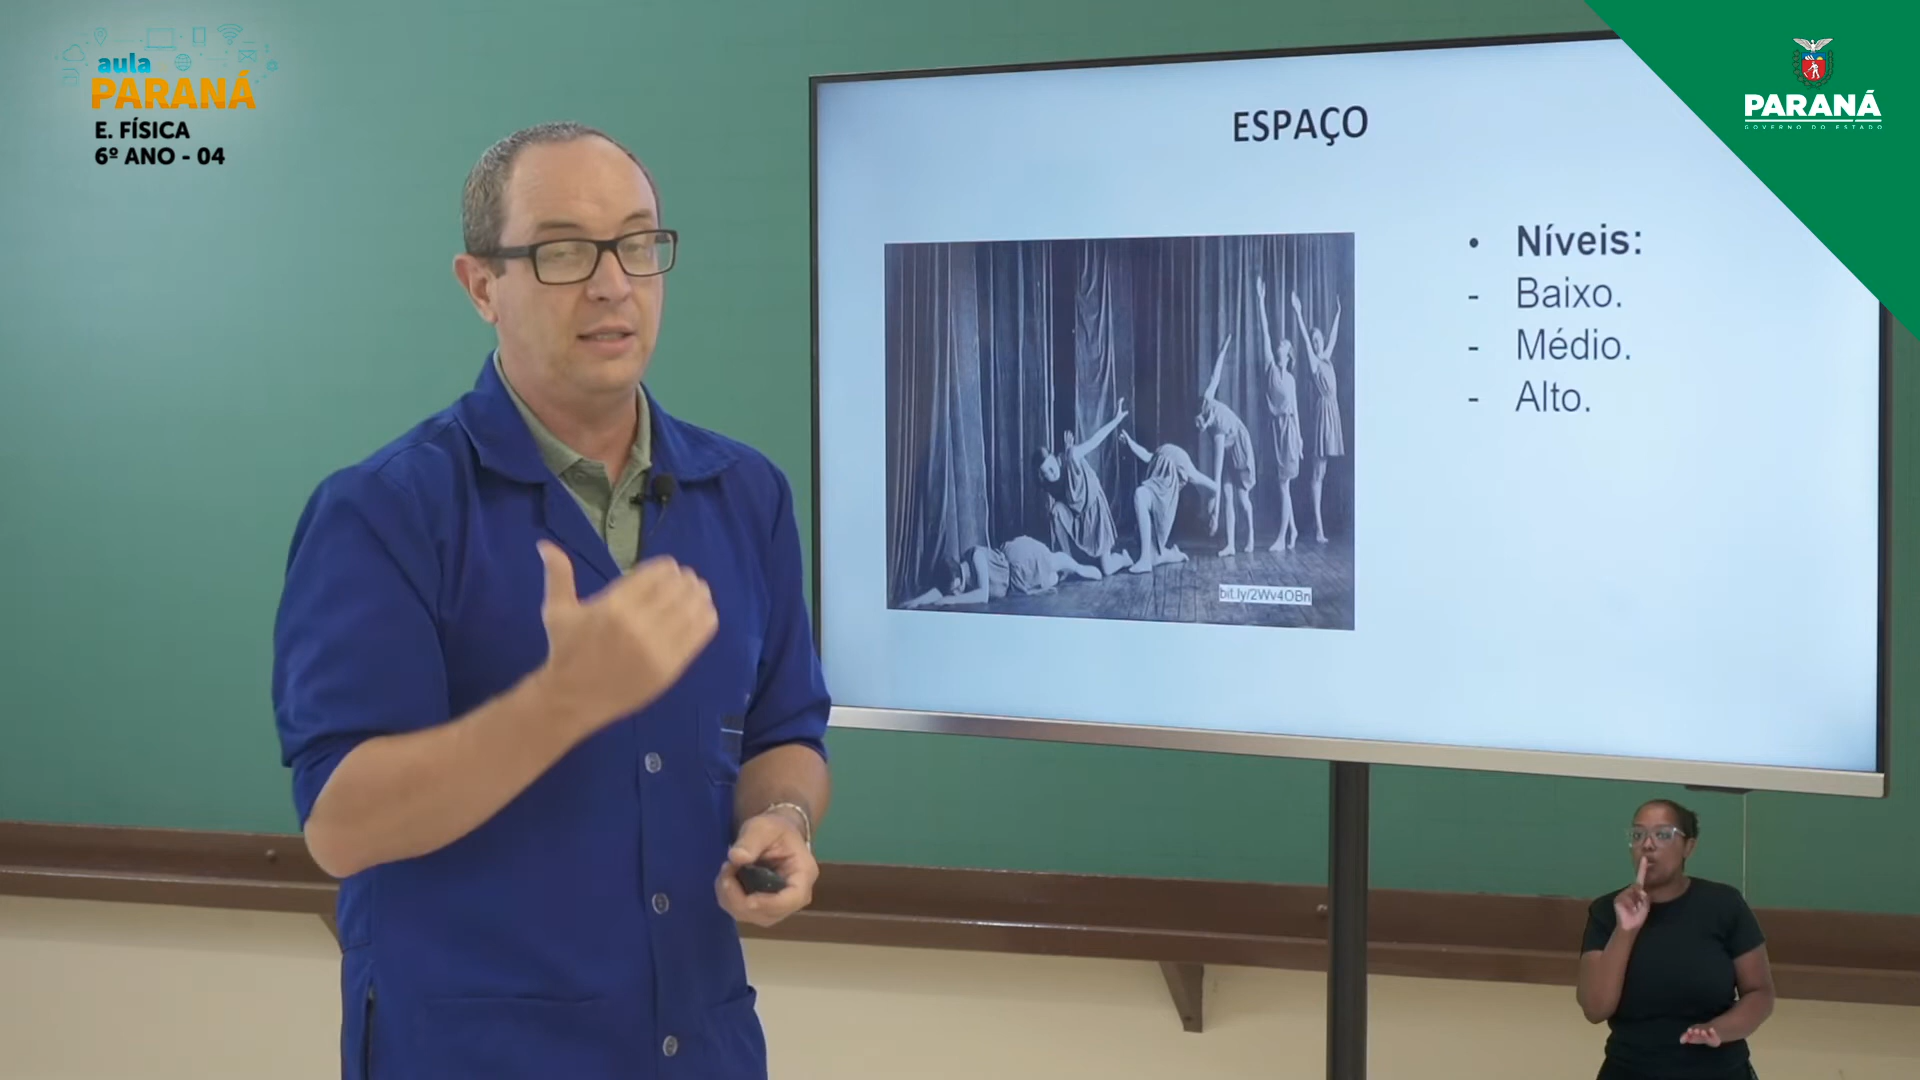 aula
PARANÁ
E. FÍSICA
6º ANO - 04
ESPAÇO
• Níveis:
- Baixo.
- Médio.
- Alto.
bit.ly/2Wv4OBn
PARANÁ
GOVERNO DO ESTADO